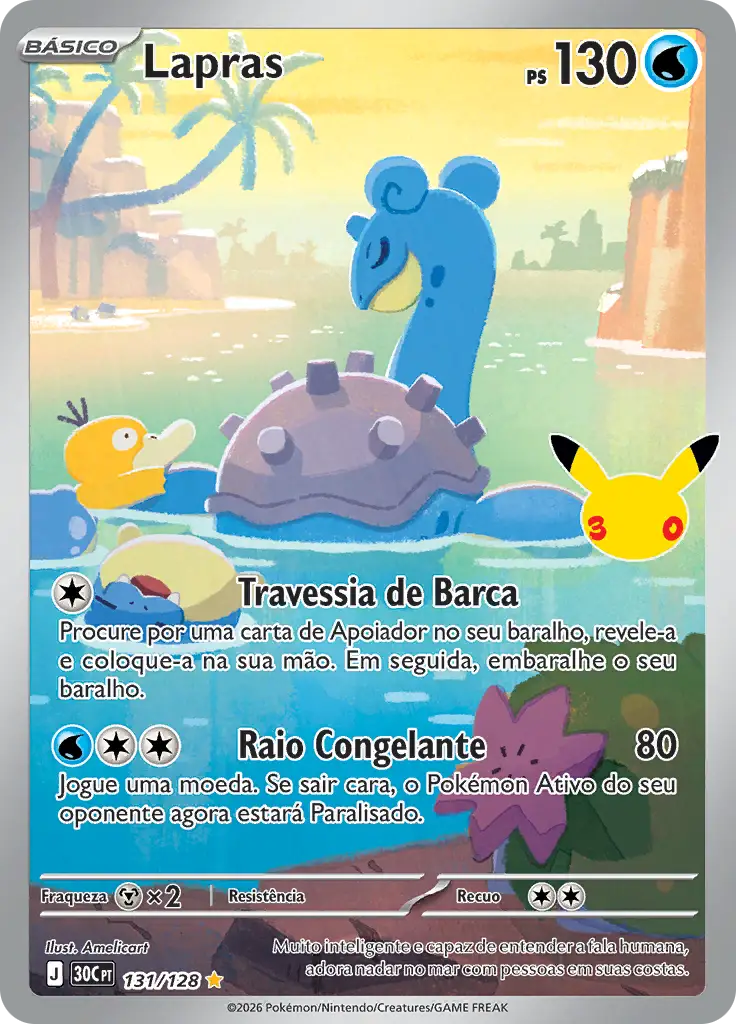 BÁSICO Lapras PS 130
30
Travessia de Barca
Procure por uma carta de Apoiador no seu baralho, revele-a
e coloque-a na sua mão. Em seguida, embaralhe o seu
baralho.
Raio Congelante 80
Jogue uma moeda. Se sair cara, o Pokémon Ativo do seu
oponente agora estará Paralisado.
Fraqueza ×2 Resistência Recuo
Ilust. Amelicart
Muito inteligente e capaz de entender a fala humana,
adora nadar no mar com pessoas em suas costas.
J 30C PT 131/128
©2026 Pokémon/Nintendo/Creatures/GAME FREAK